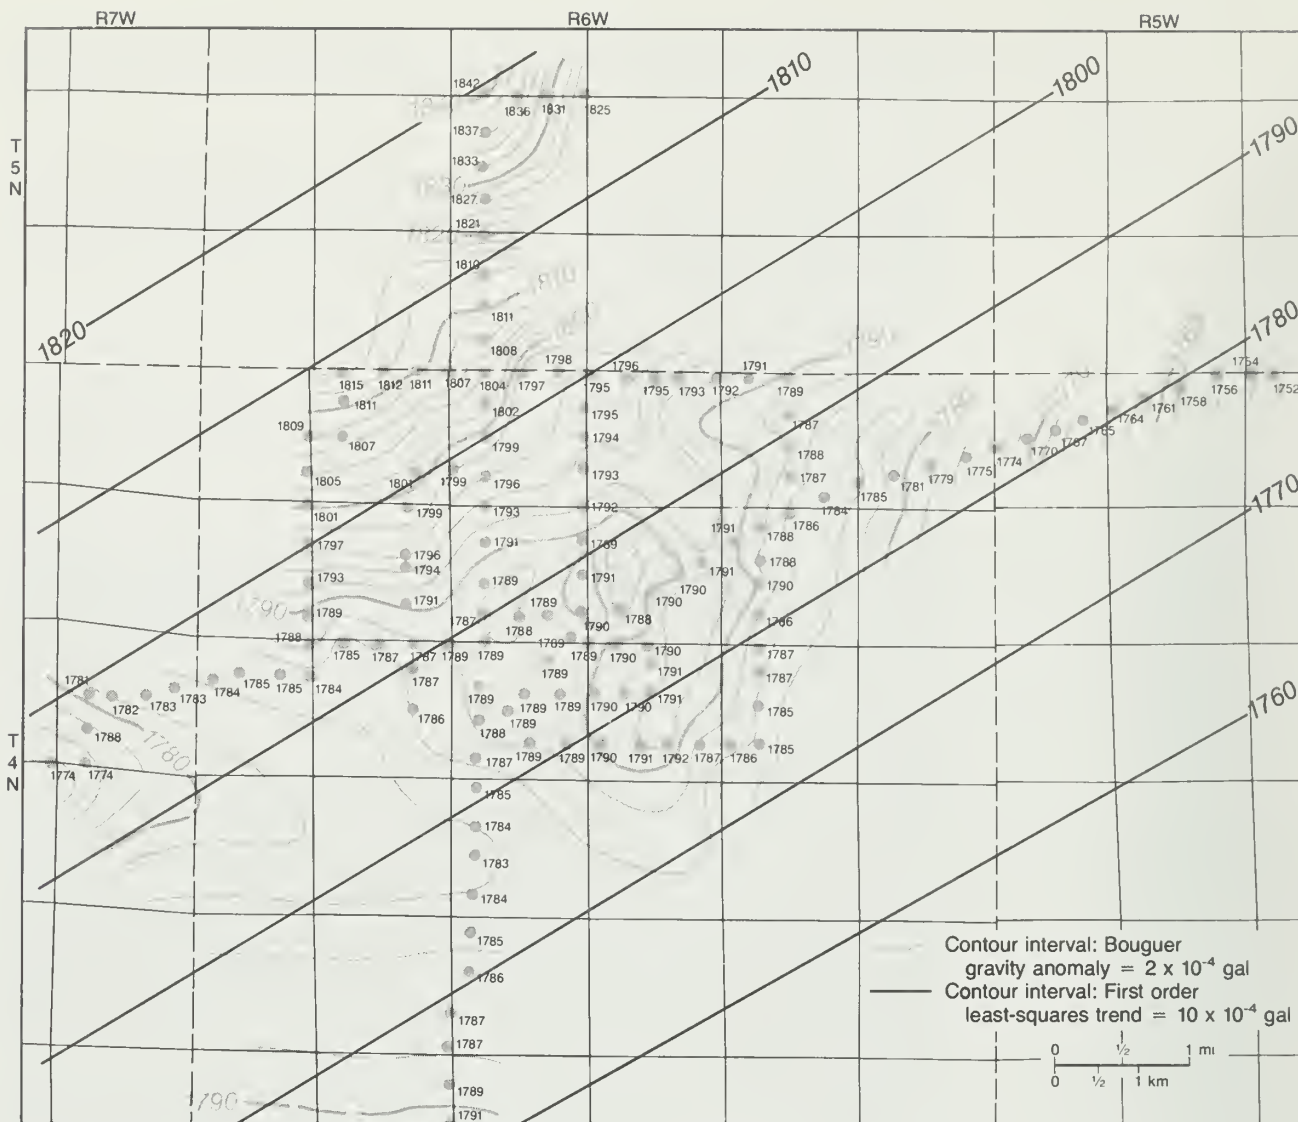 R7W R6W R5W
1842
1836 1831 1825
1810
1800
1790
1837
T
5
N
1833
1827
1821
1820
1810
1810
1811
1820
1780
1808
1790
1798 1796 1791 1754
1815 1812 1811 1807 1804 1797 1795 1795 1793 1792 1789 1756 1752
1758
1761
1811 1802 1795 1764
1809 1787 1765
1807 1799 1794 1767
1770
1788 1774
1775
1805 1801 1799 1796 1793 1787 1779
1781
1785
1770
1801 1799 1793 1792 1784
1786
1791 1788
1797 1791 1789
1796
1794 1791 1788
1793 1789 1791 1790
1790
1791 1790
1789 1787 1789 1788 1790 1788 1786
1788 1785 1787 1787 1789 1789 1789 1789 1790 1790 1787
1781 1782 1783 1783 1784 1785 1785 1784 1787 1789 1791 1787
1760
1789 1789 1789 1790 1790 1791
1786 1789 1785
1788 1788
1780
T
4
N
1787 1789 1789 1790 1791 1792 1787 1786 1785
1774 1774
1785
1784
1783
1784
1785
1786
1787
1787
1789
1790
1791
Contour interval: Bouguer
gravity anomaly = 2 x 10⁻⁴ gal
Contour interval: First order
least-squares trend = 10 x 10⁻⁴ gal
0 ½ 1 mi
0 ½ 1 km